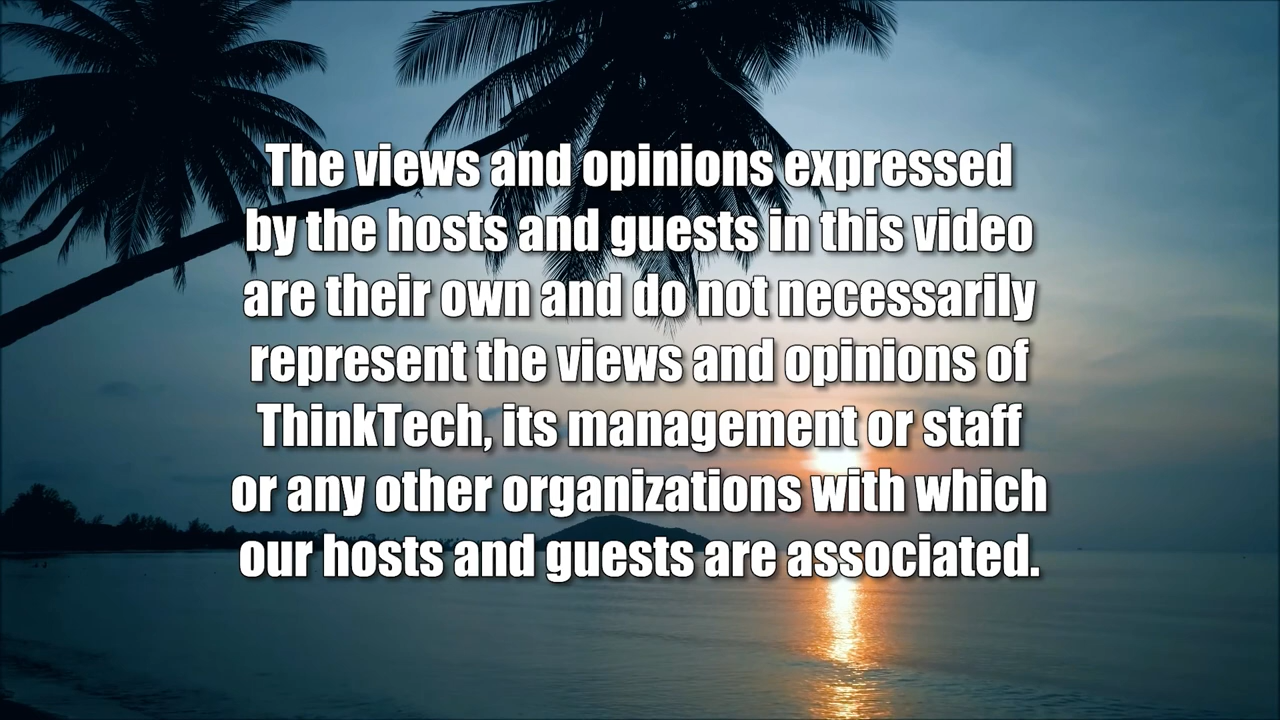 The views and opinions expressed
by the hosts and guests in this video
are their own and do not necessarily
represent the views and opinions of
ThinkTech, its management or staff
or any other organizations with which
our hosts and guests are associated.